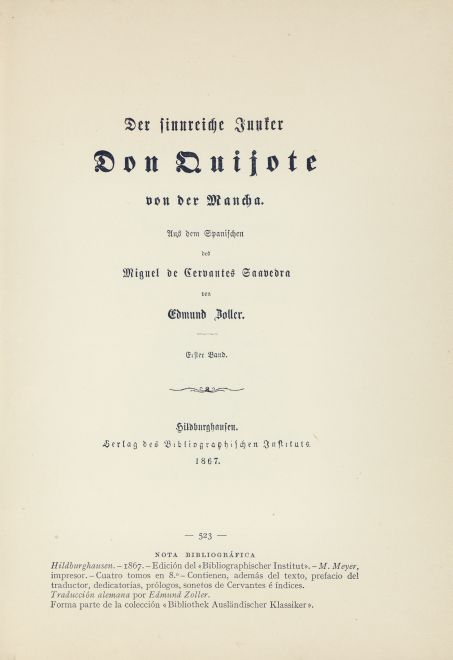 Der sinnreiche Junker
Don Quijote
von der Mancha.
Aus dem Spanischen
des
Miguel de Cervantes Saavedra
von
Edmund Zoller.
Erster Band.
Hildburghausen.
Verlag des Bibliographischen Instituts.
1867.
— 523 —
NOTA BIBLIOGRÁFICA
Hildburghausen. – 1867. – Edición del «Bibliographischer Institut». – M. Meyer,
impresor. – Cuatro tomos en 8.º – Contienen, además del texto, prefacio del
traductor, dedicatorias, prólogos, sonetos de Cervantes é índices.
Traducción alemana por Edmund Zoller.
Forma parte de la colección «Bibliothek Ausländischer Klassiker».